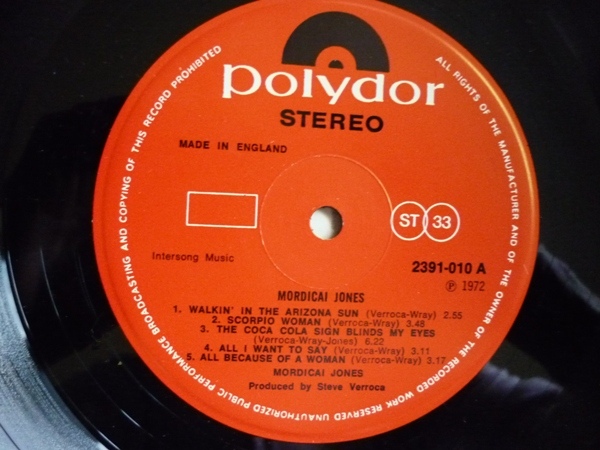 polydor
STEREO
MADE IN ENGLAND
ST 33
Intersong Music
2391-010 A
Ⓟ 1972
MORDICAI JONES
1. WALKIN' IN THE ARIZONA SUN (Verroca-Wray) 2.55
2. SCORPIO WOMAN (Verroca-Wray) 3.48
3. THE COCA COLA SIGN BLINDS MY EYES
(Verroca-Wray-Jones) 6.22
4. ALL I WANT TO SAY (Verroca-Wray) 3.11
5. ALL BECAUSE OF A WOMAN (Verroca-Wray) 3.17
MORDICAI JONES
Produced by Steve Verroca
ALL RIGHTS OF THE MANUFACTURER AND OF THE OWNER OF THE RECORDED WORK RESERVED UNAUTHORIZED PUBLIC PERFORMANCE BROADCASTING AND COPYING OF THIS RECORD PROHIBITED